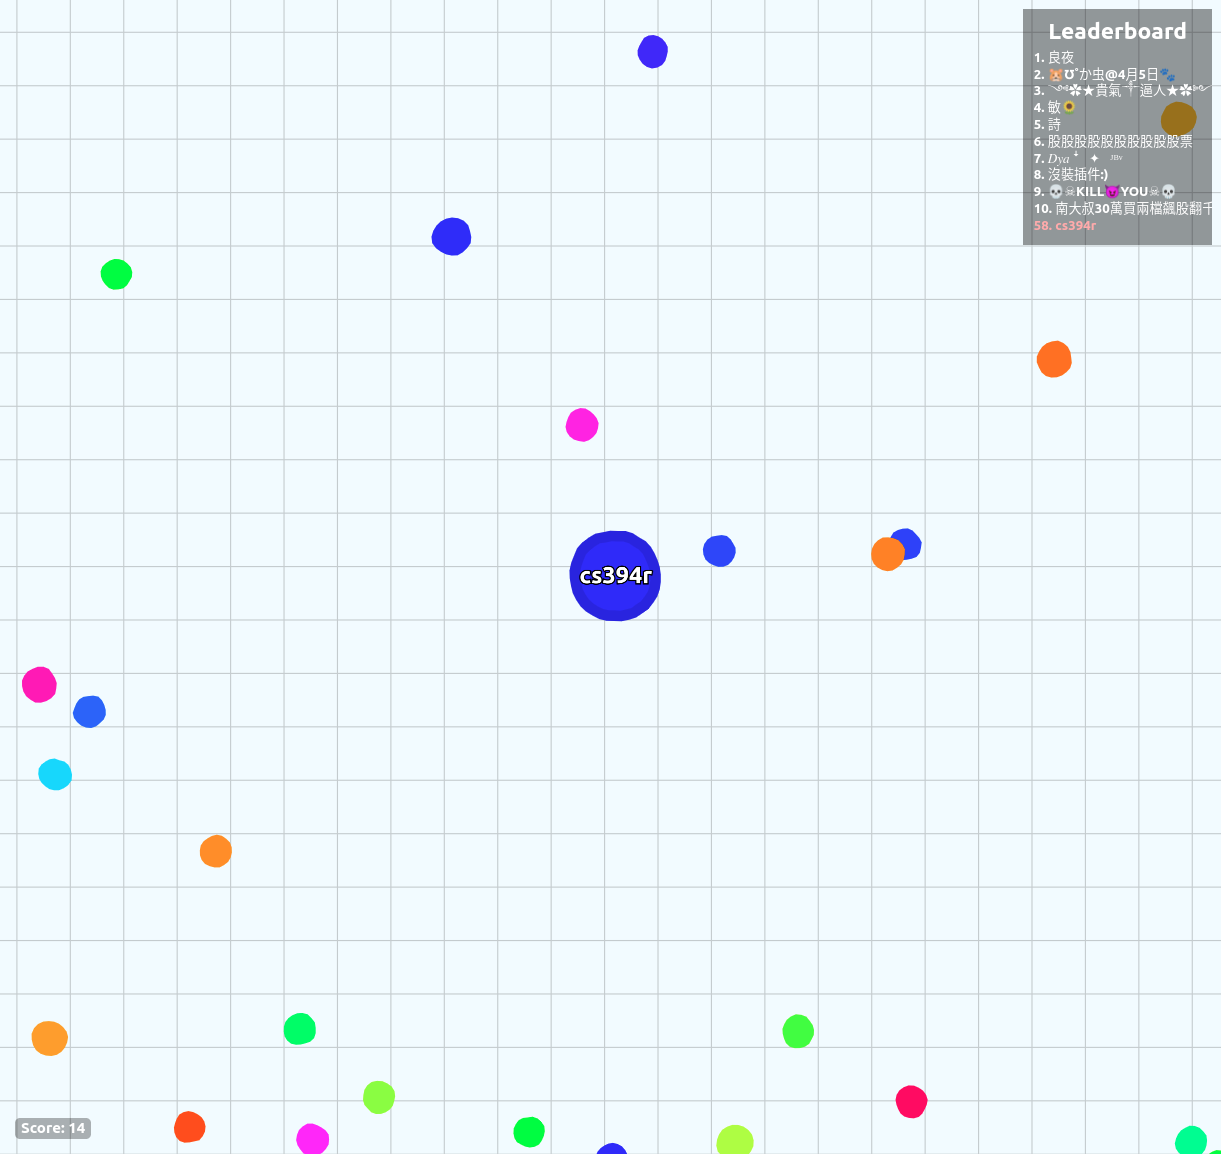 Leaderboard
1. 良夜
2. 🐹Ʊ°か虫@4月5日🐾
3. ༺✿★貴氣╰☆╮逼人★✿༻
4. 敏🌻
5. 詩
6. 股股股股股股股股股股票
7. Dya ⁺ ✦ ᴶᴮᵛ
8. 沒裝插件:)
9. 💀☠KILL😈YOU☠💀
10. 南大叔30萬買兩檔飆股翻千
58. cs394r
cs394r
Score: 14